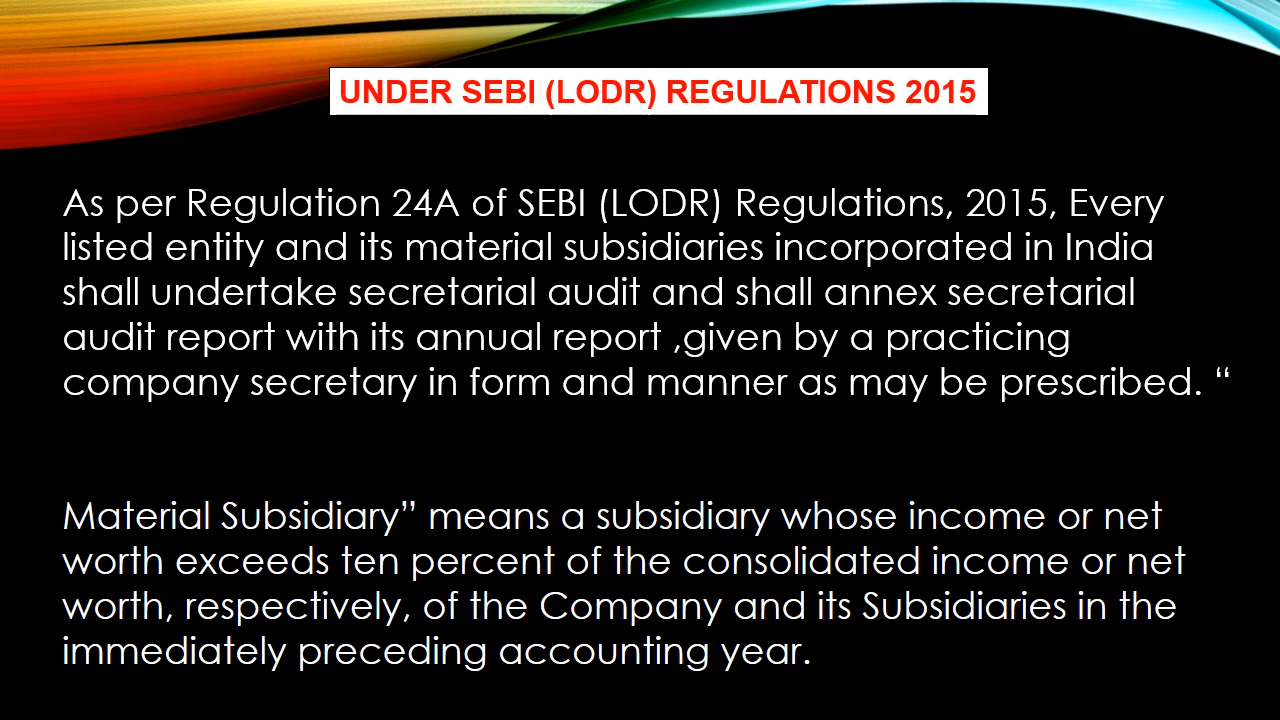 UNDER SEBI (LODR) REGULATIONS 2015
As per Regulation 24A of SEBI (LODR) Regulations, 2015, Every
listed entity and its material subsidiaries incorporated in India
shall undertake secretarial audit and shall annex secretarial
audit report with its annual report ,given by a practicing
company secretary in form and manner as may be prescribed. “
Material Subsidiary” means a subsidiary whose income or net
worth exceeds ten percent of the consolidated income or net
worth, respectively, of the Company and its Subsidiaries in the
immediately preceding accounting year.